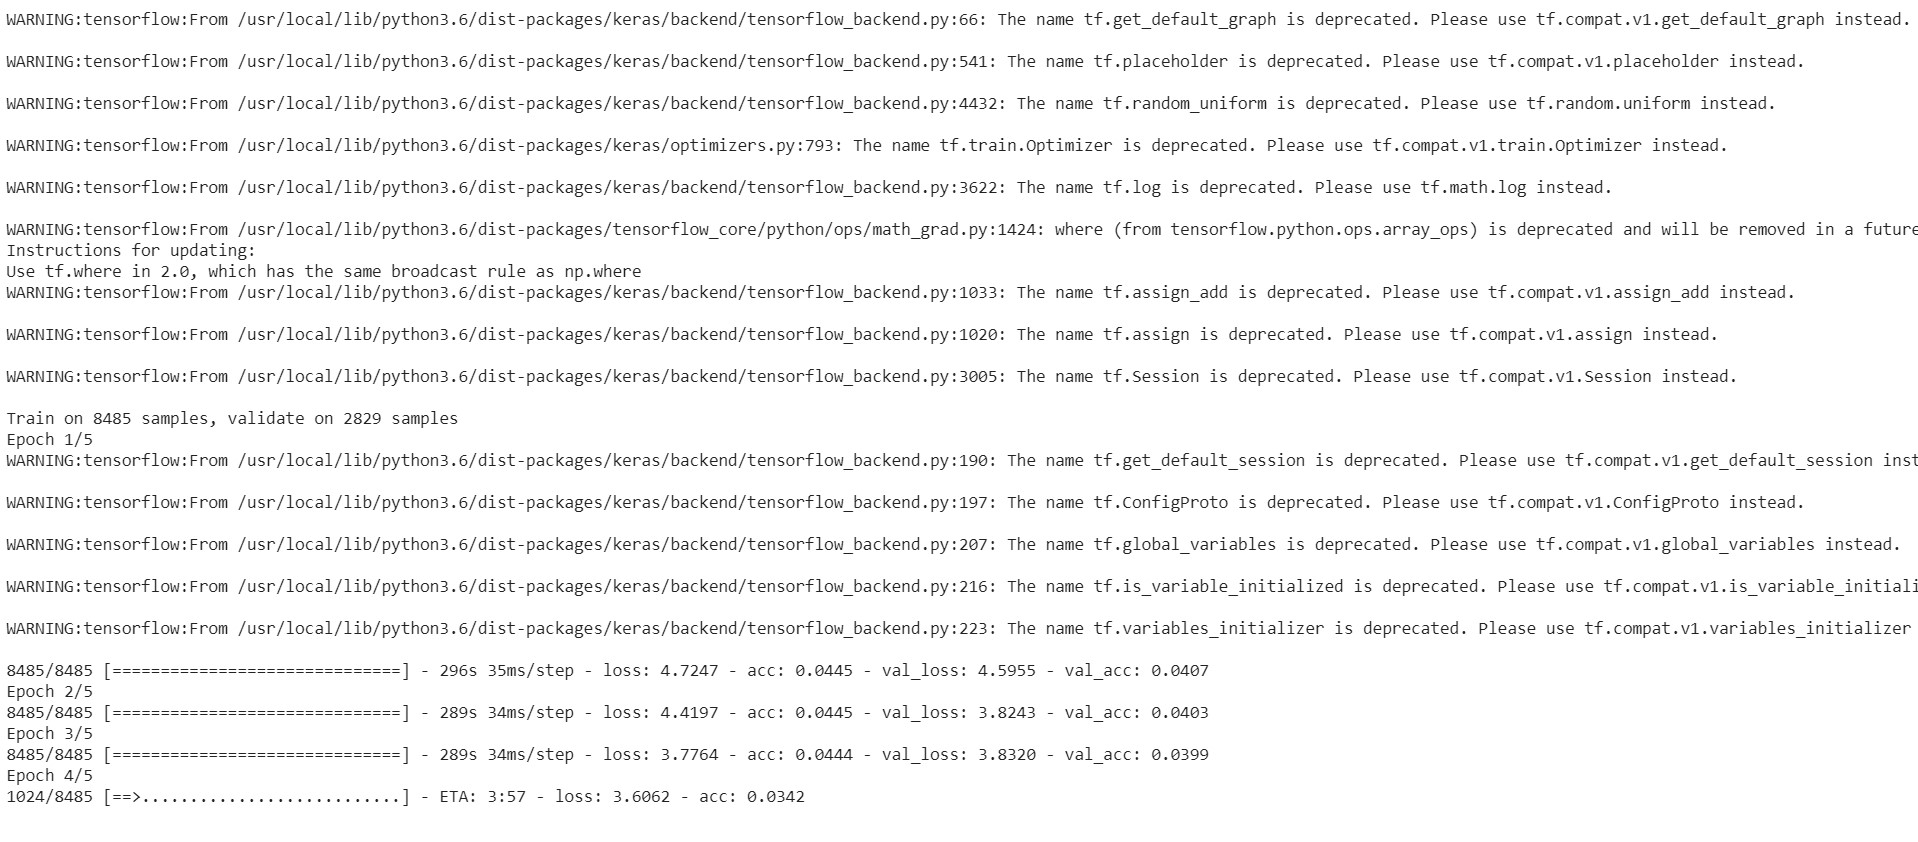 WARNING:tensorflow:From /usr/local/lib/python3.6/dist-packages/keras/backend/tensorflow_backend.py:66: The name tf.get_default_graph is deprecated. Please use tf.compat.v1.get_default_graph instead.
WARNING:tensorflow:From /usr/local/lib/python3.6/dist-packages/keras/backend/tensorflow_backend.py:541: The name tf.placeholder is deprecated. Please use tf.compat.v1.placeholder instead.
WARNING:tensorflow:From /usr/local/lib/python3.6/dist-packages/keras/backend/tensorflow_backend.py:4432: The name tf.random_uniform is deprecated. Please use tf.random.uniform instead.
WARNING:tensorflow:From /usr/local/lib/python3.6/dist-packages/keras/optimizers.py:793: The name tf.train.Optimizer is deprecated. Please use tf.compat.v1.train.Optimizer instead.
WARNING:tensorflow:From /usr/local/lib/python3.6/dist-packages/keras/backend/tensorflow_backend.py:3622: The name tf.log is deprecated. Please use tf.math.log instead.
WARNING:tensorflow:From /usr/local/lib/python3.6/dist-packages/tensorflow_core/python/ops/math_grad.py:1424: where (from tensorflow.python.ops.array_ops) is deprecated and will be removed in a future
Instructions for updating:
Use tf.where in 2.0, which has the same broadcast rule as np.where
WARNING:tensorflow:From /usr/local/lib/python3.6/dist-packages/keras/backend/tensorflow_backend.py:1033: The name tf.assign_add is deprecated. Please use tf.compat.v1.assign_add instead.
WARNING:tensorflow:From /usr/local/lib/python3.6/dist-packages/keras/backend/tensorflow_backend.py:1020: The name tf.assign is deprecated. Please use tf.compat.v1.assign instead.
WARNING:tensorflow:From /usr/local/lib/python3.6/dist-packages/keras/backend/tensorflow_backend.py:3005: The name tf.Session is deprecated. Please use tf.compat.v1.Session instead.
Train on 8485 samples, validate on 2829 samples
Epoch 1/5
WARNING:tensorflow:From /usr/local/lib/python3.6/dist-packages/keras/backend/tensorflow_backend.py:190: The name tf.get_default_session is deprecated. Please use tf.compat.v1.get_default_session inst
WARNING:tensorflow:From /usr/local/lib/python3.6/dist-packages/keras/backend/tensorflow_backend.py:197: The name tf.ConfigProto is deprecated. Please use tf.compat.v1.ConfigProto instead.
WARNING:tensorflow:From /usr/local/lib/python3.6/dist-packages/keras/backend/tensorflow_backend.py:207: The name tf.global_variables is deprecated. Please use tf.compat.v1.global_variables instead.
WARNING:tensorflow:From /usr/local/lib/python3.6/dist-packages/keras/backend/tensorflow_backend.py:216: The name tf.is_variable_initialized is deprecated. Please use tf.compat.v1.is_variable_initiali
WARNING:tensorflow:From /usr/local/lib/python3.6/dist-packages/keras/backend/tensorflow_backend.py:223: The name tf.variables_initializer is deprecated. Please use tf.compat.v1.variables_initializer
8485/8485 [==============================] - 296s 35ms/step - loss: 4.7247 - acc: 0.0445 - val_loss: 4.5955 - val_acc: 0.0407
Epoch 2/5
8485/8485 [==============================] - 289s 34ms/step - loss: 4.4197 - acc: 0.0445 - val_loss: 3.8243 - val_acc: 0.0403
Epoch 3/5
8485/8485 [==============================] - 289s 34ms/step - loss: 3.7764 - acc: 0.0444 - val_loss: 3.8320 - val_acc: 0.0399
Epoch 4/5
1024/8485 [==>...........................] - ETA: 3:57 - loss: 3.6062 - acc: 0.0342